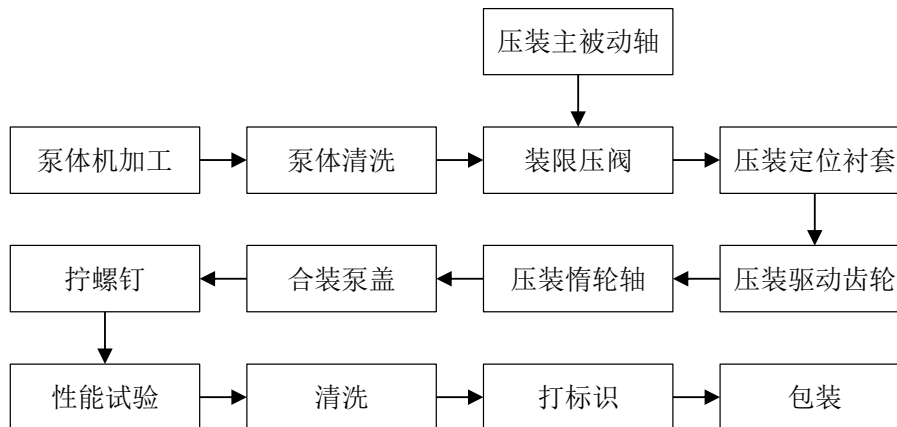 压装主被动轴
泵体机加工
泵体清洗
装限压阀
压装定位衬套
拧螺钉
合装泵盖
压装惰轮轴
压装驱动齿轮
性能试验
清洗
打标识
包装